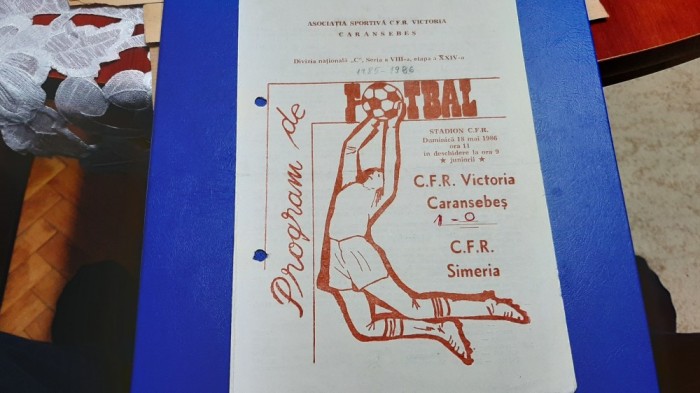 ASOCIAȚIA SPORTIVĂ C.F.R. VICTORIA
CARANSEBEȘ
Divizia națională „C", Seria a VIII-a, etapa a XXIV-a
1985-1986
Program de
FOTBAL
STADION C.F.R.
Duminică 18 mai 1986
ora 11
în deschidere la ora 9
★ juniorii ★
C.F.R. Victoria
Caransebeș
1-0
C.F.R.
Simeria